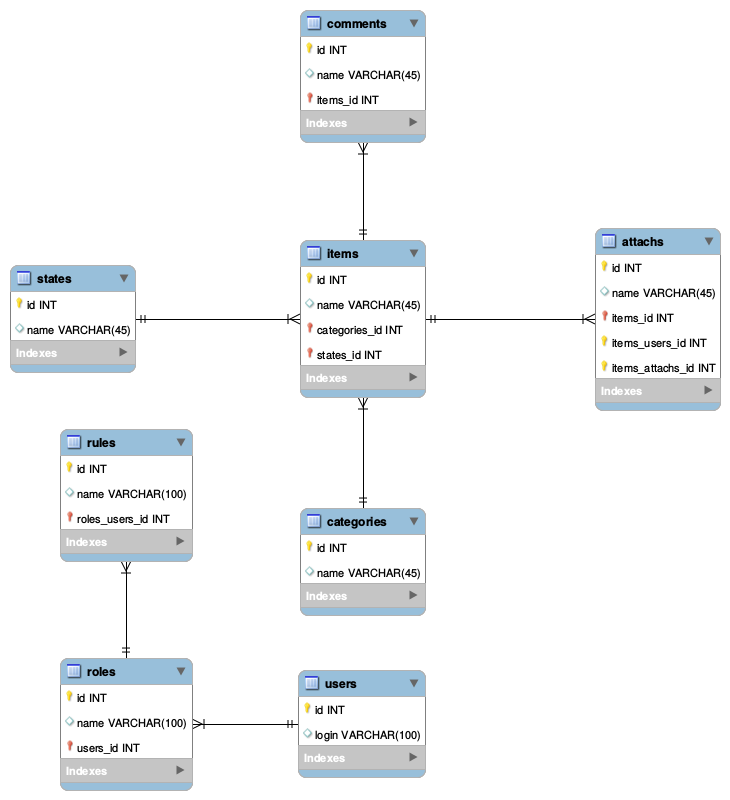 comments
id INT
name VARCHAR(45)
items_id INT
Indexes
items
id INT
name VARCHAR(45)
categories_id INT
states_id INT
Indexes
attachs
id INT
name VARCHAR(45)
items_id INT
items_users_id INT
items_attachs_id INT
Indexes
states
id INT
name VARCHAR(45)
Indexes
rules
id INT
name VARCHAR(100)
roles_users_id INT
Indexes
categories
id INT
name VARCHAR(45)
Indexes
roles
id INT
name VARCHAR(100)
users_id INT
Indexes
users
id INT
login VARCHAR(100)
Indexes